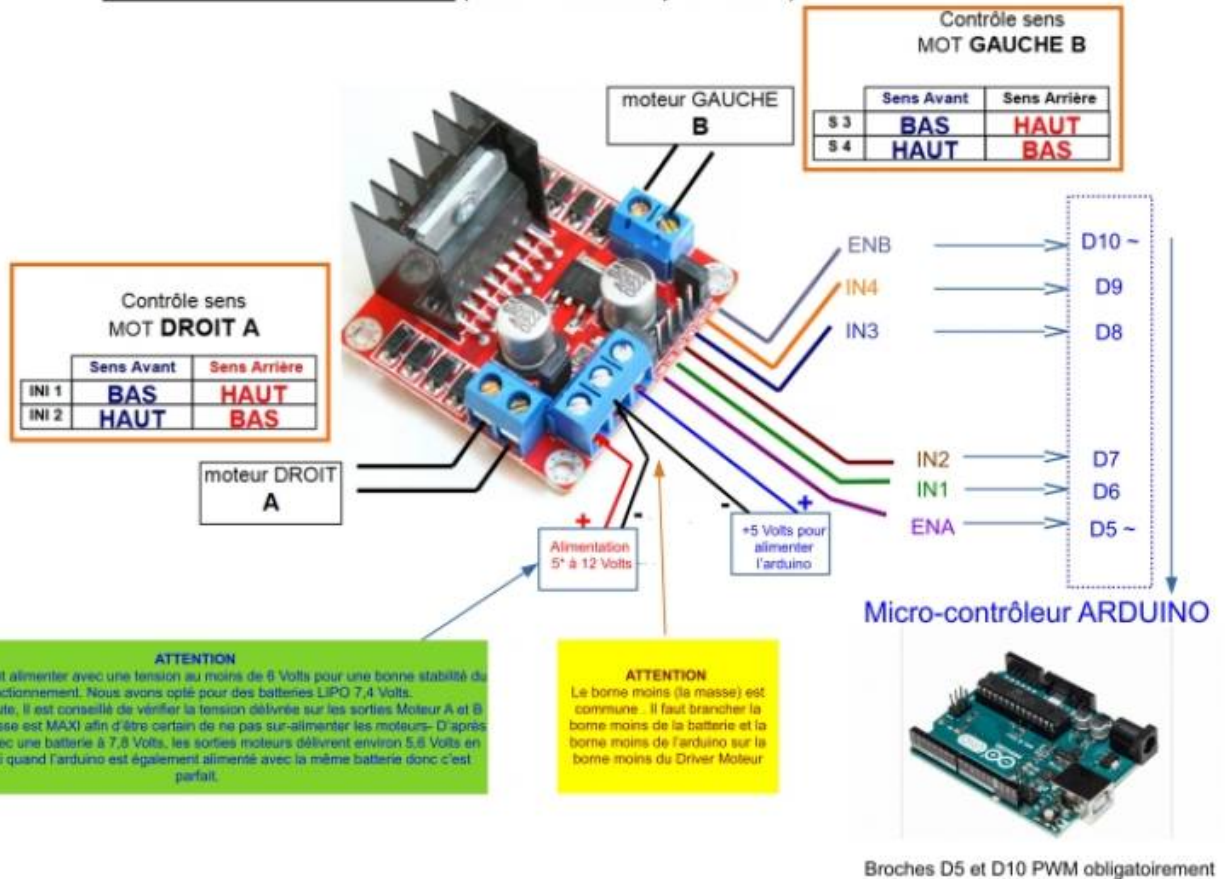 Contrôle sens
MOT GAUCHE B
Sens Avant Sens Arrière
S 3 BAS HAUT
S 4 HAUT BAS
moteur GAUCHE
B
ENB D10 ~
IN4 D9
IN3 D8
Contrôle sens
MOT DROIT A
Sens Avant Sens Arrière
INI 1 BAS HAUT
INI 2 HAUT BAS
moteur DROIT
A
IN2 D7
IN1 D6
ENA D5 ~
+ - - +
Alimentation
5* à 12 Volts
+5 Volts pour
alimenter
l'arduino
Micro-contrôleur ARDUINO
ATTENTION
alimenter avec une tension au moins de 6 Volts pour une bonne stabilité du
ctionnement. Nous avons opté pour des batteries LIPO 7,4 Volts.
ute, Il est conseillé de vérifier la tension délivrée sur les sorties Moteur A et B
sse est MAXI afin d'être certain de ne pas sur-alimenter les moteurs- D'après
ec une batterie à 7,8 Volts, les sorties moteurs délivrent environ 5,6 Volts en
i quand l'arduino est également alimenté avec la même batterie donc c'est
parfait.
ATTENTION
Le borne moins (la masse) est
commune . Il faut brancher la
borne moins de la batterie et la
borne moins de l'arduino sur la
borne moins du Driver Moteur
Broches D5 et D10 PWM obligatoirement